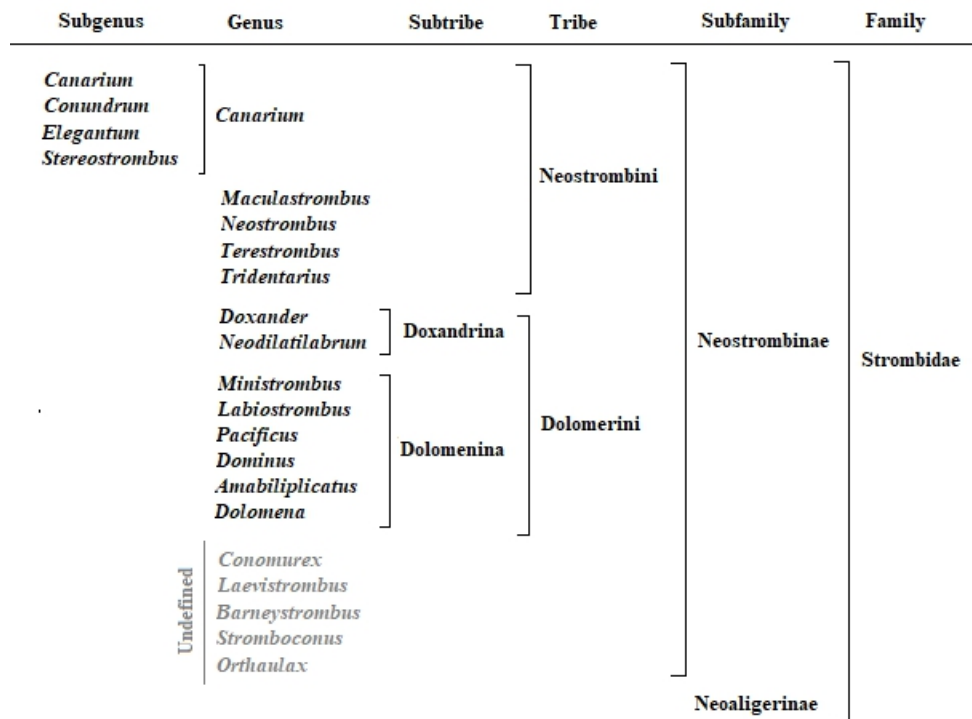 Subgenus Genus Subtribe Tribe Subfamily Family
Canarium
Conundrum
Elegantum
Stereostrombus
Canarium
Maculastrombus
Neostrombus
Terestrombus
Tridentarius
Neostrombini
Doxander
Neodilatilabrum
Doxandrina
Ministrombus
Labiostrombus
Pacificus
Dominus
Amabiliplicatus
Dolomena
Dolomenina
Dolomerini
Undefined
Conomurex
Laevistrombus
Barneystrombus
Stromboconus
Orthaulax
Neostrombinae
Neoaligerinae
Strombidae